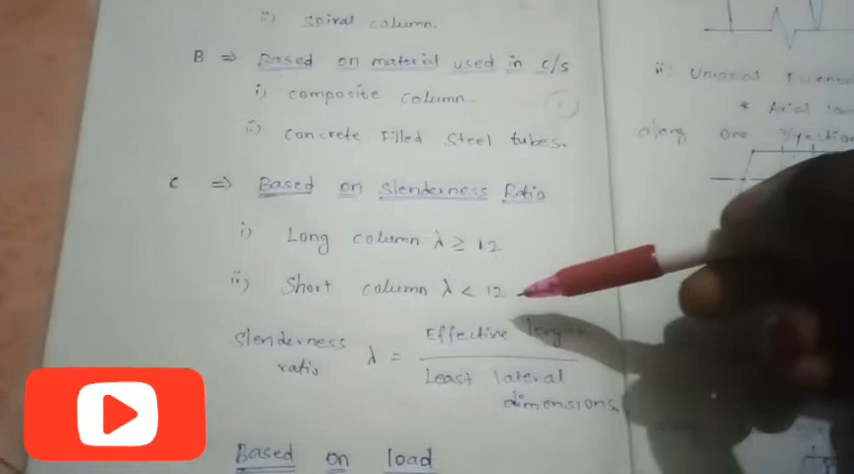 ii) Spiral column.
B ⇒ Based on material used in c/s
i) composite column.
ii) concrete Filled Steel tubes.
C ⇒ Based on Slenderness Ratio
i) Long column λ ≥ 12
ii) Short column λ < 12
Slenderness ratio λ = Effective length
Least lateral
dimensions.
Based on load
ii) Uniaxial
* Axial
along one